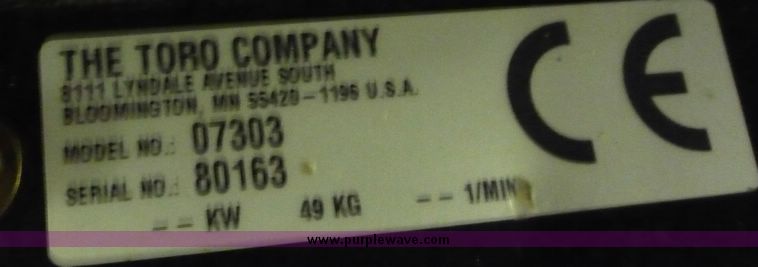 THE TORO COMPANY
8111 LYNDALE AVENUE SOUTH
BLOOMINGTON, MN 55420-1196 U.S.A.
MODEL NO.: 07303
SERIAL NO.: 80163
-- KW 49 KG -- 1/MIN
CE
www.purplewave.com